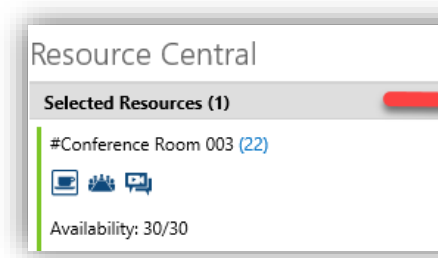 Resource Central
Selected Resources (1)
#Conference Room 003 (22)
Availability: 30/30